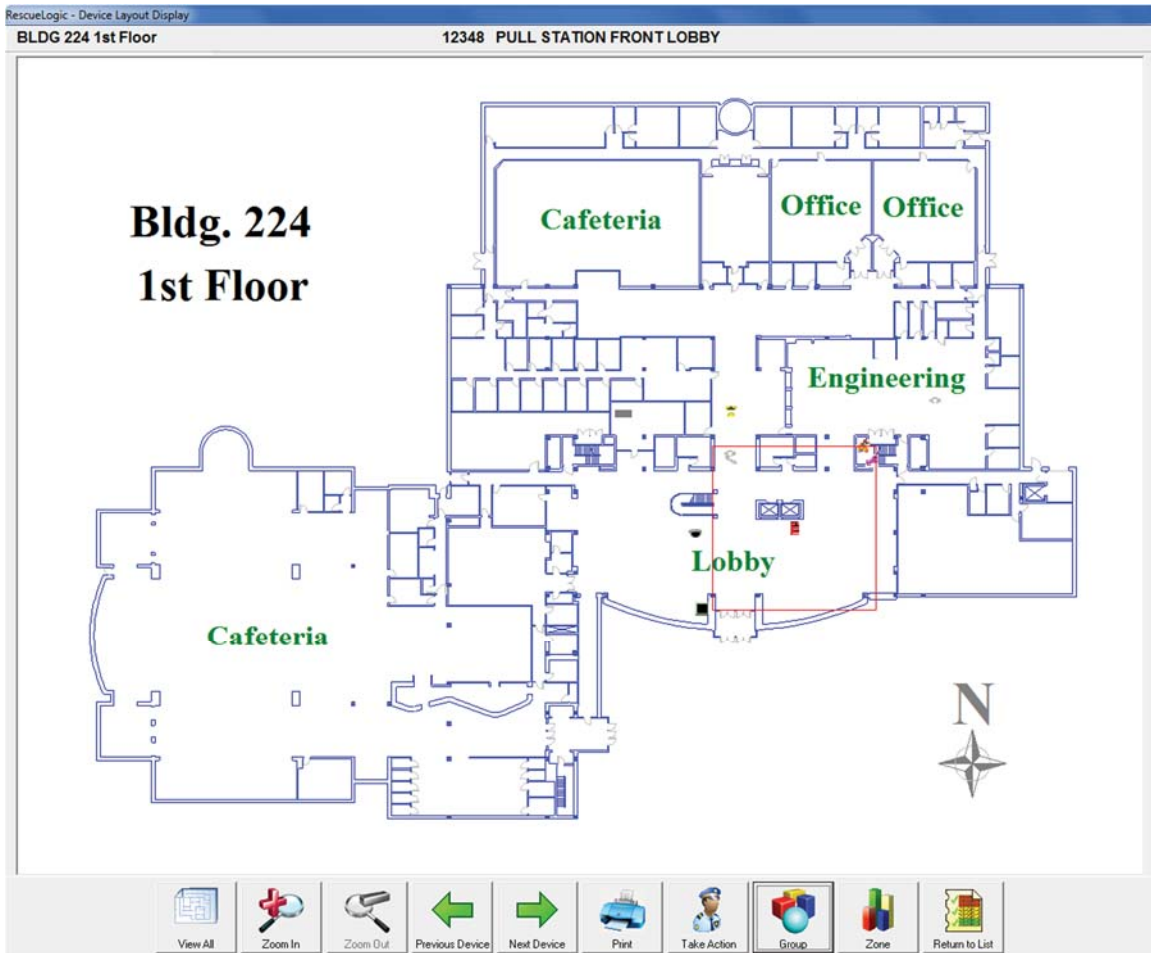 RescueLogic - Device Layout Display
BLDG 224 1st Floor 12348 PULL STATION FRONT LOBBY
Bldg. 224
1st Floor
Cafeteria
Office
Office
Engineering
Lobby
Cafeteria
N
View All
Zoom In
Zoom Out
Previous Device
Next Device
Print
Take Action
Group
Zone
Return to List